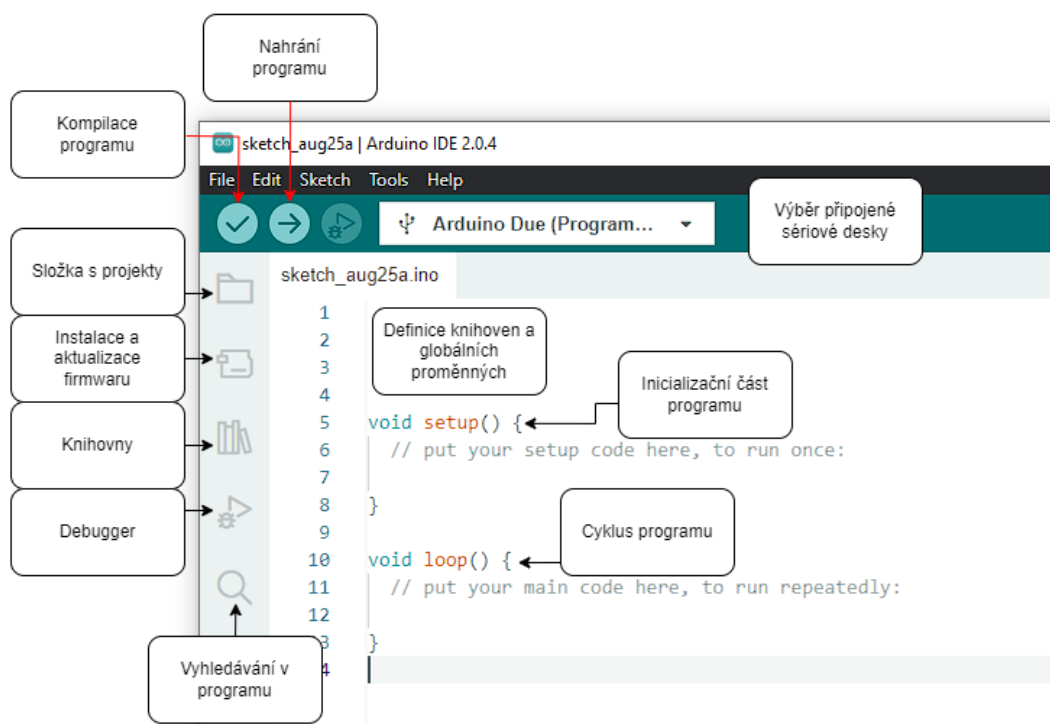 Nahrání
programu
Kompilace
programu
sketch_aug25a | Arduino IDE 2.0.4
File Edit Sketch Tools Help
Arduino Due (Program...
Výběr připojené
sériové desky
Složka s projekty
Instalace a
aktualizace
firmwaru
Knihovny
Debugger
Vyhledávání v
programu
sketch_aug25a.ino
1
2
3
4
Definice knihoven a
globálních
proměnných
Inicializační část
programu
5 void setup() {
6 // put your setup code here, to run once:
7
8 }
9
Cyklus programu
10 void loop() {
11 // put your main code here, to run repeatedly:
12
3 }
4